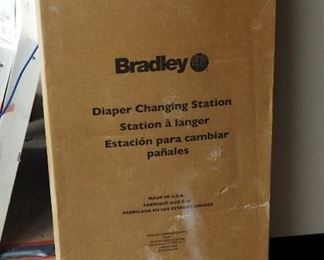 Bradley
Diaper Changing Station
Station à langer
Estación para cambiar
pañales
MADE IN U.S.A.
FABRIQUÉ AUX É.U.
FABRICADA EN LOS ESTADOS UNIDOS